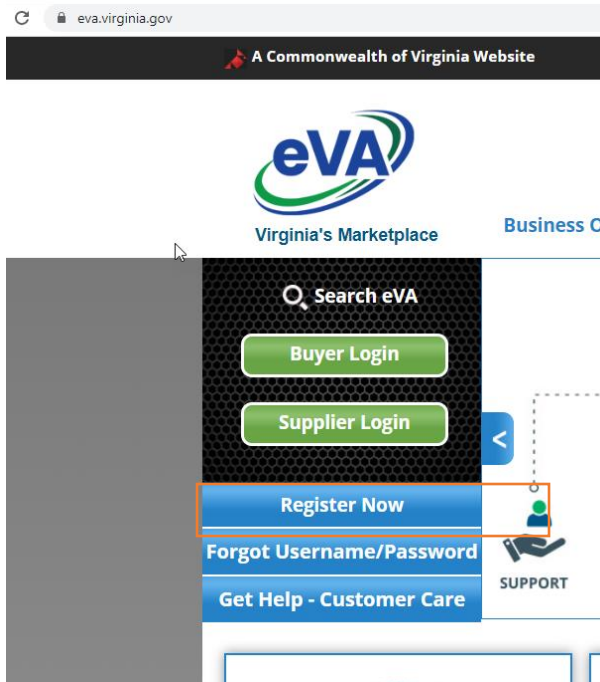 eva.virginia.gov
A Commonwealth of Virginia Website
eVA
Virginia's Marketplace
Business
Search eVA
Buyer Login
Supplier Login
<
Register Now
Forgot Username/Password
Get Help - Customer Care
SUPPORT